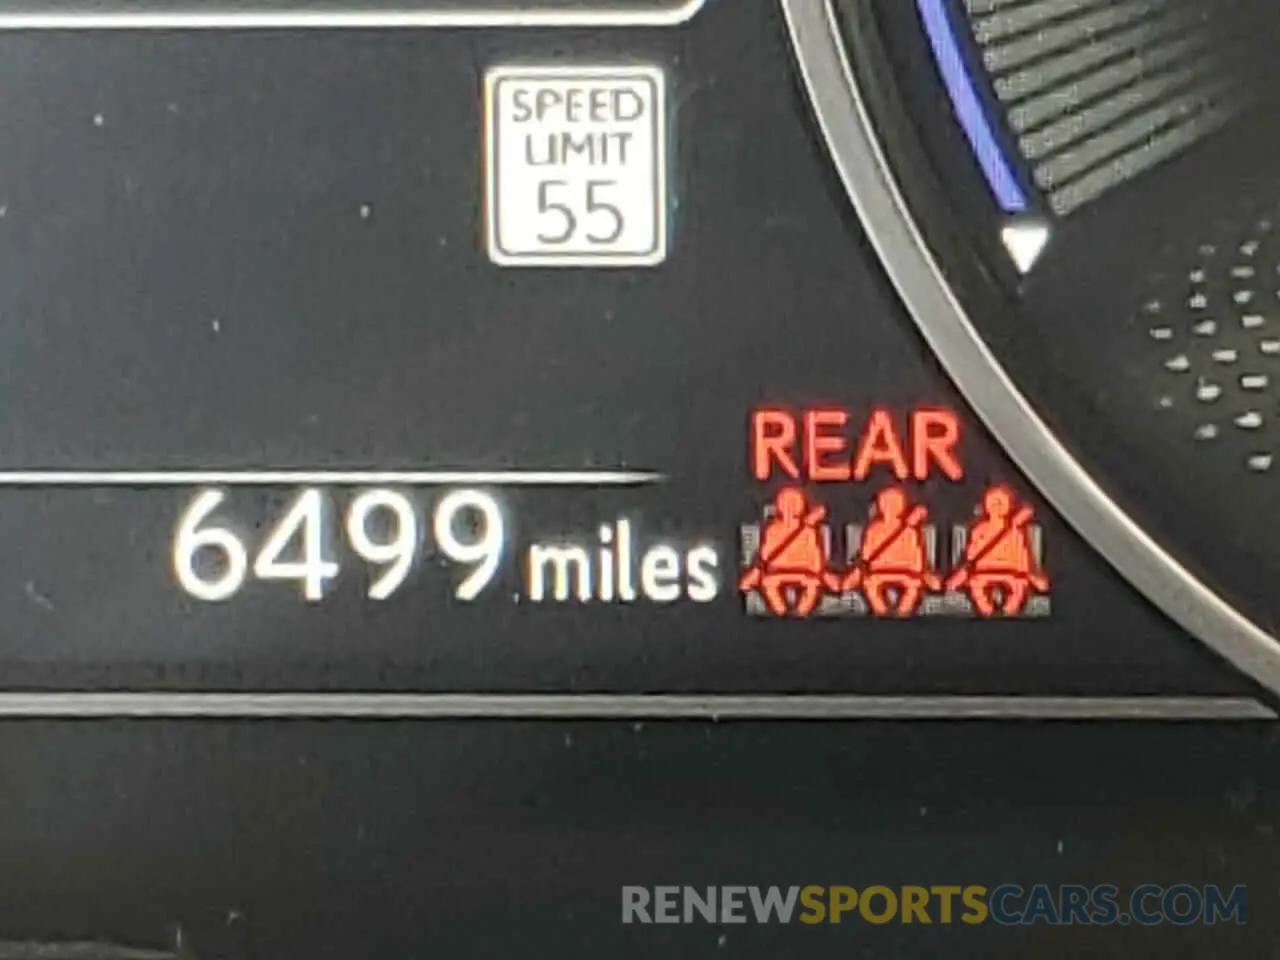 SPEED
LIMIT
55
REAR
6499 miles
RENEWSPORTSCARS.COM